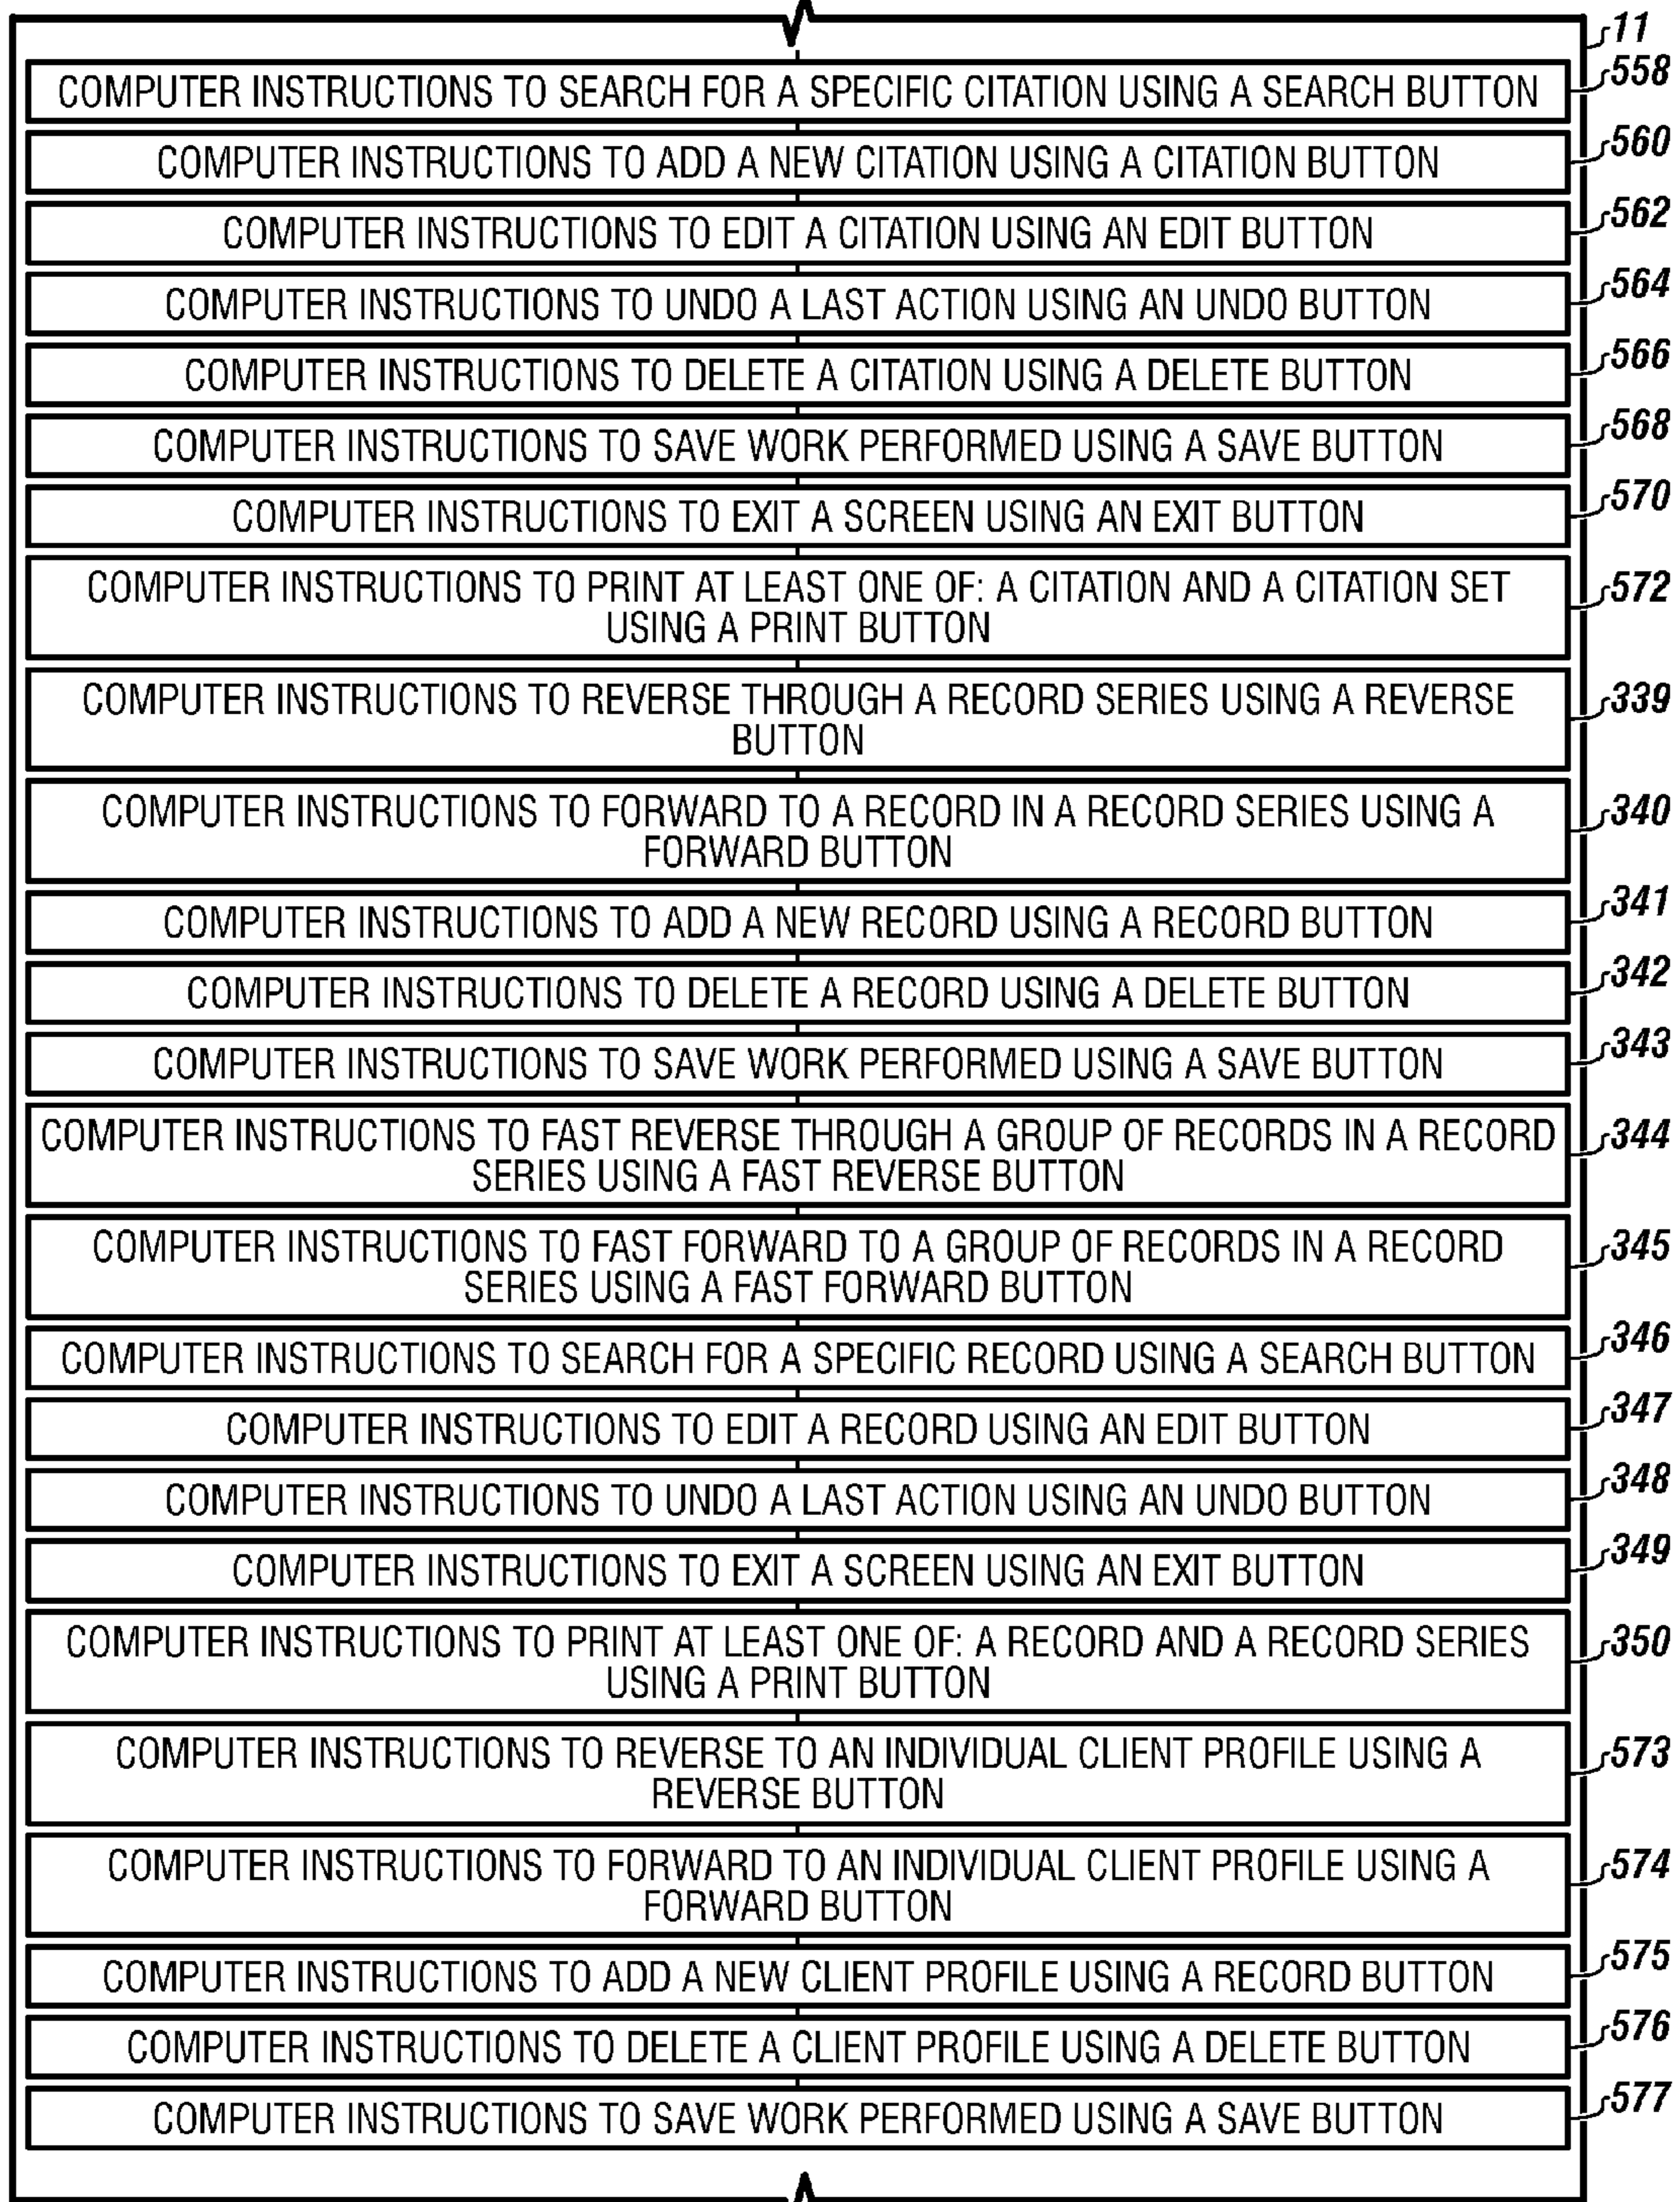 11
COMPUTER INSTRUCTIONS TO SEARCH FOR A SPECIFIC CITATION USING A SEARCH BUTTON 558
COMPUTER INSTRUCTIONS TO ADD A NEW CITATION USING A CITATION BUTTON 560
COMPUTER INSTRUCTIONS TO EDIT A CITATION USING AN EDIT BUTTON 562
COMPUTER INSTRUCTIONS TO UNDO A LAST ACTION USING AN UNDO BUTTON 564
COMPUTER INSTRUCTIONS TO DELETE A CITATION USING A DELETE BUTTON 566
COMPUTER INSTRUCTIONS TO SAVE WORK PERFORMED USING A SAVE BUTTON 568
COMPUTER INSTRUCTIONS TO EXIT A SCREEN USING AN EXIT BUTTON 570
COMPUTER INSTRUCTIONS TO PRINT AT LEAST ONE OF: A CITATION AND A CITATION SET 572
USING A PRINT BUTTON
COMPUTER INSTRUCTIONS TO REVERSE THROUGH A RECORD SERIES USING A REVERSE 339
BUTTON
COMPUTER INSTRUCTIONS TO FORWARD TO A RECORD IN A RECORD SERIES USING A 340
FORWARD BUTTON
COMPUTER INSTRUCTIONS TO ADD A NEW RECORD USING A RECORD BUTTON 341
COMPUTER INSTRUCTIONS TO DELETE A RECORD USING A DELETE BUTTON 342
COMPUTER INSTRUCTIONS TO SAVE WORK PERFORMED USING A SAVE BUTTON 343
COMPUTER INSTRUCTIONS TO FAST REVERSE THROUGH A GROUP OF RECORDS IN A RECORD 344
SERIES USING A FAST REVERSE BUTTON
COMPUTER INSTRUCTIONS TO FAST FORWARD TO A GROUP OF RECORDS IN A RECORD 345
SERIES USING A FAST FORWARD BUTTON
COMPUTER INSTRUCTIONS TO SEARCH FOR A SPECIFIC RECORD USING A SEARCH BUTTON 346
COMPUTER INSTRUCTIONS TO EDIT A RECORD USING AN EDIT BUTTON 347
COMPUTER INSTRUCTIONS TO UNDO A LAST ACTION USING AN UNDO BUTTON 348
COMPUTER INSTRUCTIONS TO EXIT A SCREEN USING AN EXIT BUTTON 349
COMPUTER INSTRUCTIONS TO PRINT AT LEAST ONE OF: A RECORD AND A RECORD SERIES 350
USING A PRINT BUTTON
COMPUTER INSTRUCTIONS TO REVERSE TO AN INDIVIDUAL CLIENT PROFILE USING A 573
REVERSE BUTTON
COMPUTER INSTRUCTIONS TO FORWARD TO AN INDIVIDUAL CLIENT PROFILE USING A 574
FORWARD BUTTON
COMPUTER INSTRUCTIONS TO ADD A NEW CLIENT PROFILE USING A RECORD BUTTON 575
COMPUTER INSTRUCTIONS TO DELETE A CLIENT PROFILE USING A DELETE BUTTON 576
COMPUTER INSTRUCTIONS TO SAVE WORK PERFORMED USING A SAVE BUTTON 577